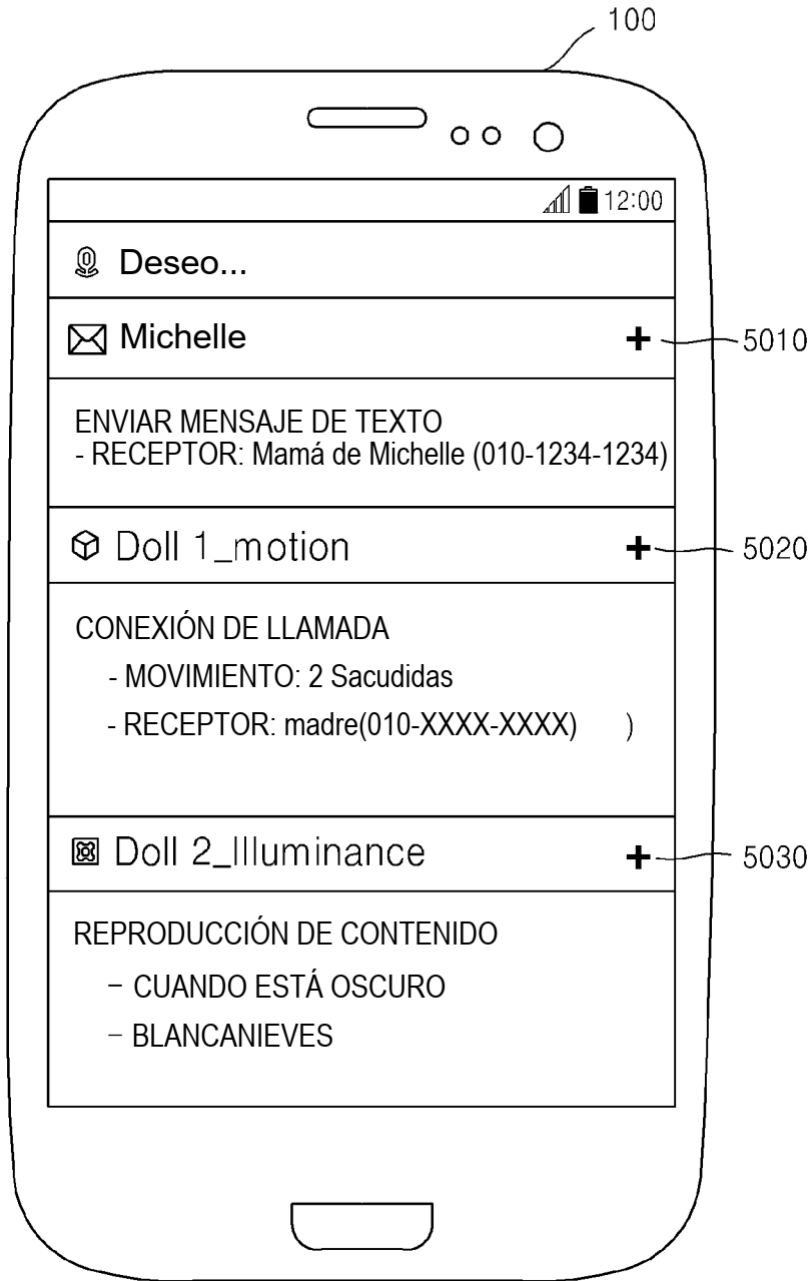 100
12:00
Deseo...
Michelle + 5010
ENVIAR MENSAJE DE TEXTO
- RECEPTOR: Mamá de Michelle (010-1234-1234)
Doll 1_motion + 5020
CONEXIÓN DE LLAMADA
- MOVIMIENTO: 2 Sacudidas
- RECEPTOR: madre(010-XXXX-XXXX) )
Doll 2_Illuminance + 5030
REPRODUCCIÓN DE CONTENIDO
- CUANDO ESTÁ OSCURO
- BLANCANIEVES